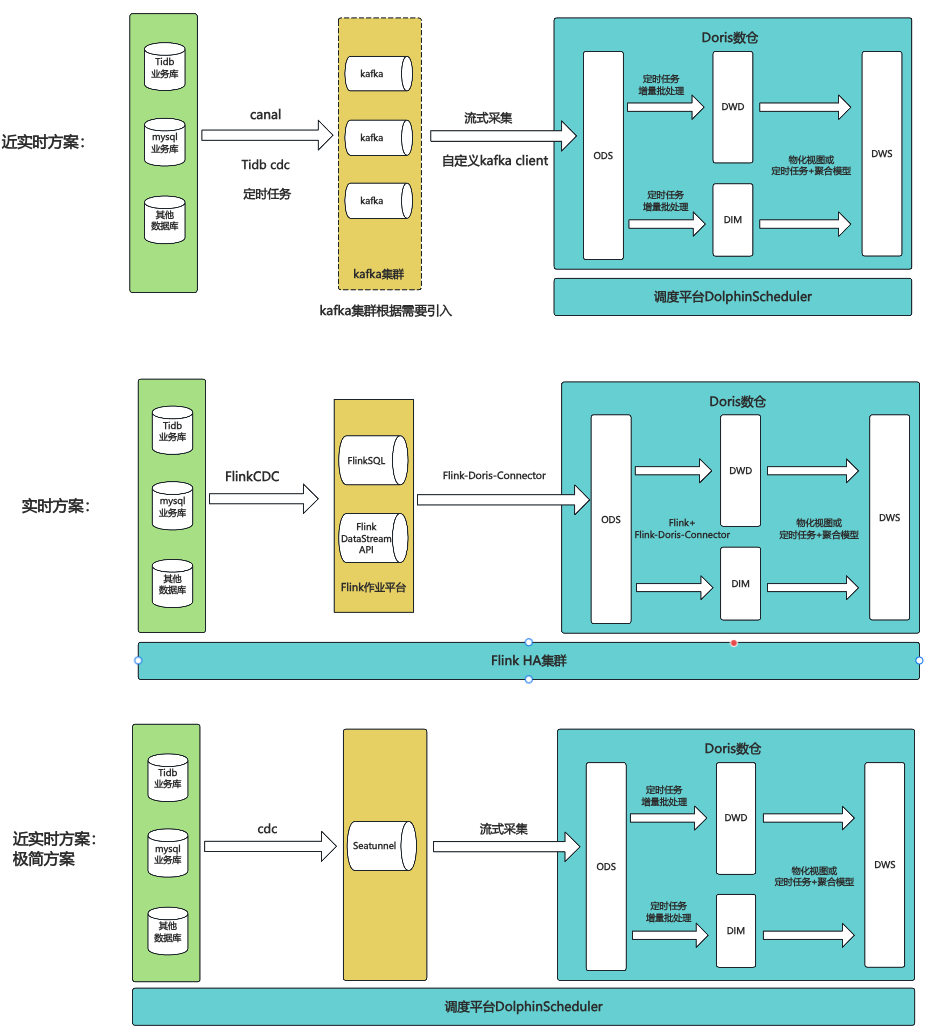 近实时方案：
Tidb
业务库
mysql
业务库
其他
数据库
canal
Tidb cdc
定时任务
kafka
kafka
kafka
kafka集群
kafka集群根据需要引入
流式采集
自定义kafka client
Doris数仓
ODS
定时任务
增量批处理
定时任务
增量批处理
DWD
DIM
物化视图或
定时任务+聚合模型
DWS
调度平台DolphinScheduler
实时方案：
Tidb
业务库
mysql
业务库
其他
数据库
FlinkCDC
FlinkSQL
Flink
DataStream
API
Flink作业平台
Flink-Doris-Connector
Doris数仓
ODS
Flink+
Flink-Doris-Connector
DWD
DIM
物化视图或
定时任务+聚合模型
DWS
Flink HA集群
近实时方案：
极简方案
Tidb
业务库
mysql
业务库
其他
数据库
cdc
Seatunnel
流式采集
Doris数仓
ODS
定时任务
增量批处理
定时任务
增量批处理
DWD
DIM
物化视图或
定时任务+聚合模型
DWS
调度平台DolphinScheduler